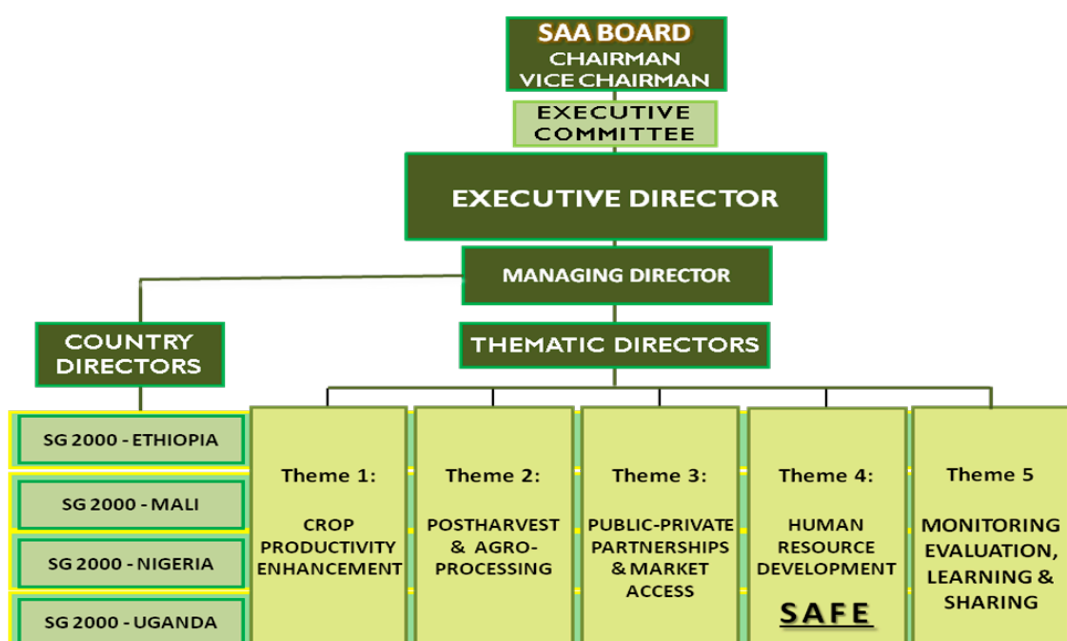 SAA BOARD
CHAIRMAN
VICE CHAIRMAN
EXECUTIVE
COMMITTEE
EXECUTIVE DIRECTOR
MANAGING DIRECTOR
COUNTRY
DIRECTORS
THEMATIC DIRECTORS
SG 2000 - ETHIOPIA
SG 2000 - MALI
SG 2000 - NIGERIA
SG 2000 - UGANDA
Theme 1:
CROP
PRODUCTIVITY
ENHANCEMENT
Theme 2:
POSTHARVEST
& AGRO-
PROCESSING
Theme 3:
PUBLIC-PRIVATE
PARTNERSHIPS
& MARKET
ACCESS
Theme 4:
HUMAN
RESOURCE
DEVELOPMENT
SAFE
Theme 5
MONITORING
EVALUATION,
LEARNING &
SHARING